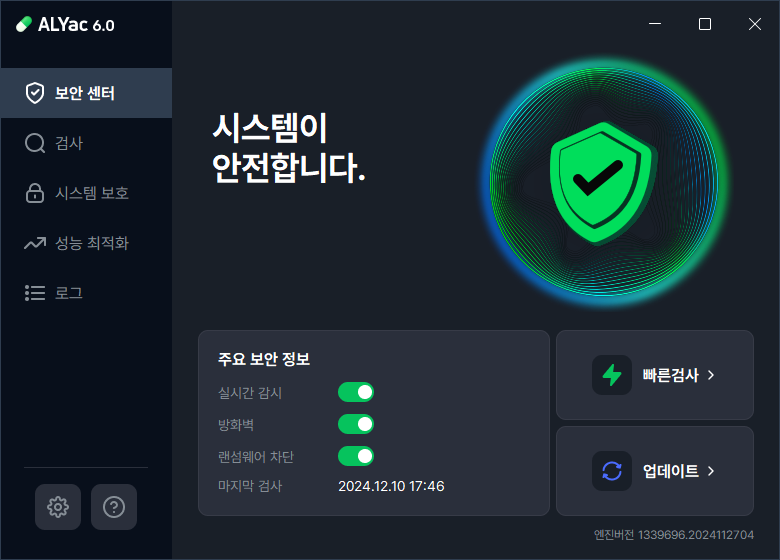 ALYac 6.0
보안 센터
검사
시스템 보호
성능 최적화
로그
시스템이
안전합니다.
주요 보안 정보
실시간 감시
방화벽
랜섬웨어 차단
마지막 검사 2024.12.10 17:46
빠른검사
업데이트
엔진버전 1339696.2024112704